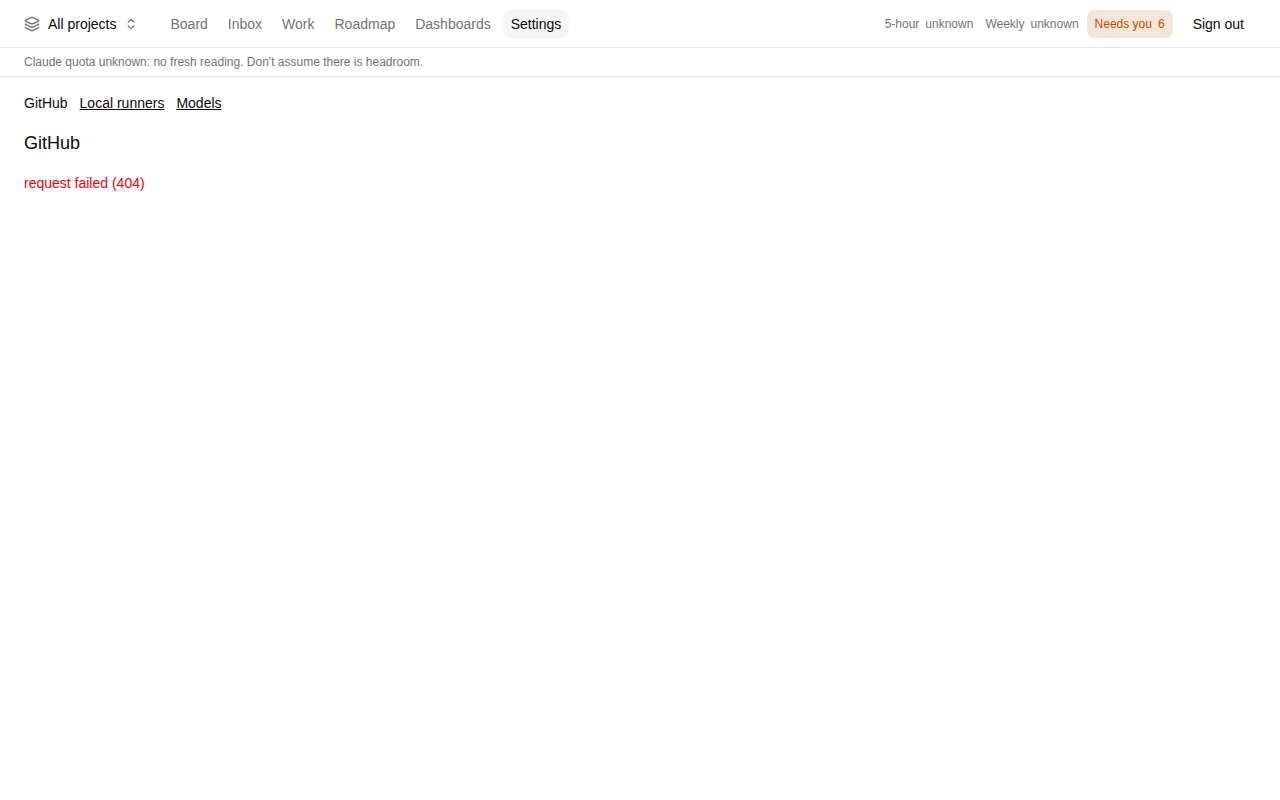 All projects Board Inbox Work Roadmap Dashboards Settings 5-hour unknown Weekly unknown Needs you 6 Sign out
Claude quota unknown: no fresh reading. Don't assume there is headroom.
GitHub Local runners Models
GitHub
request failed (404)